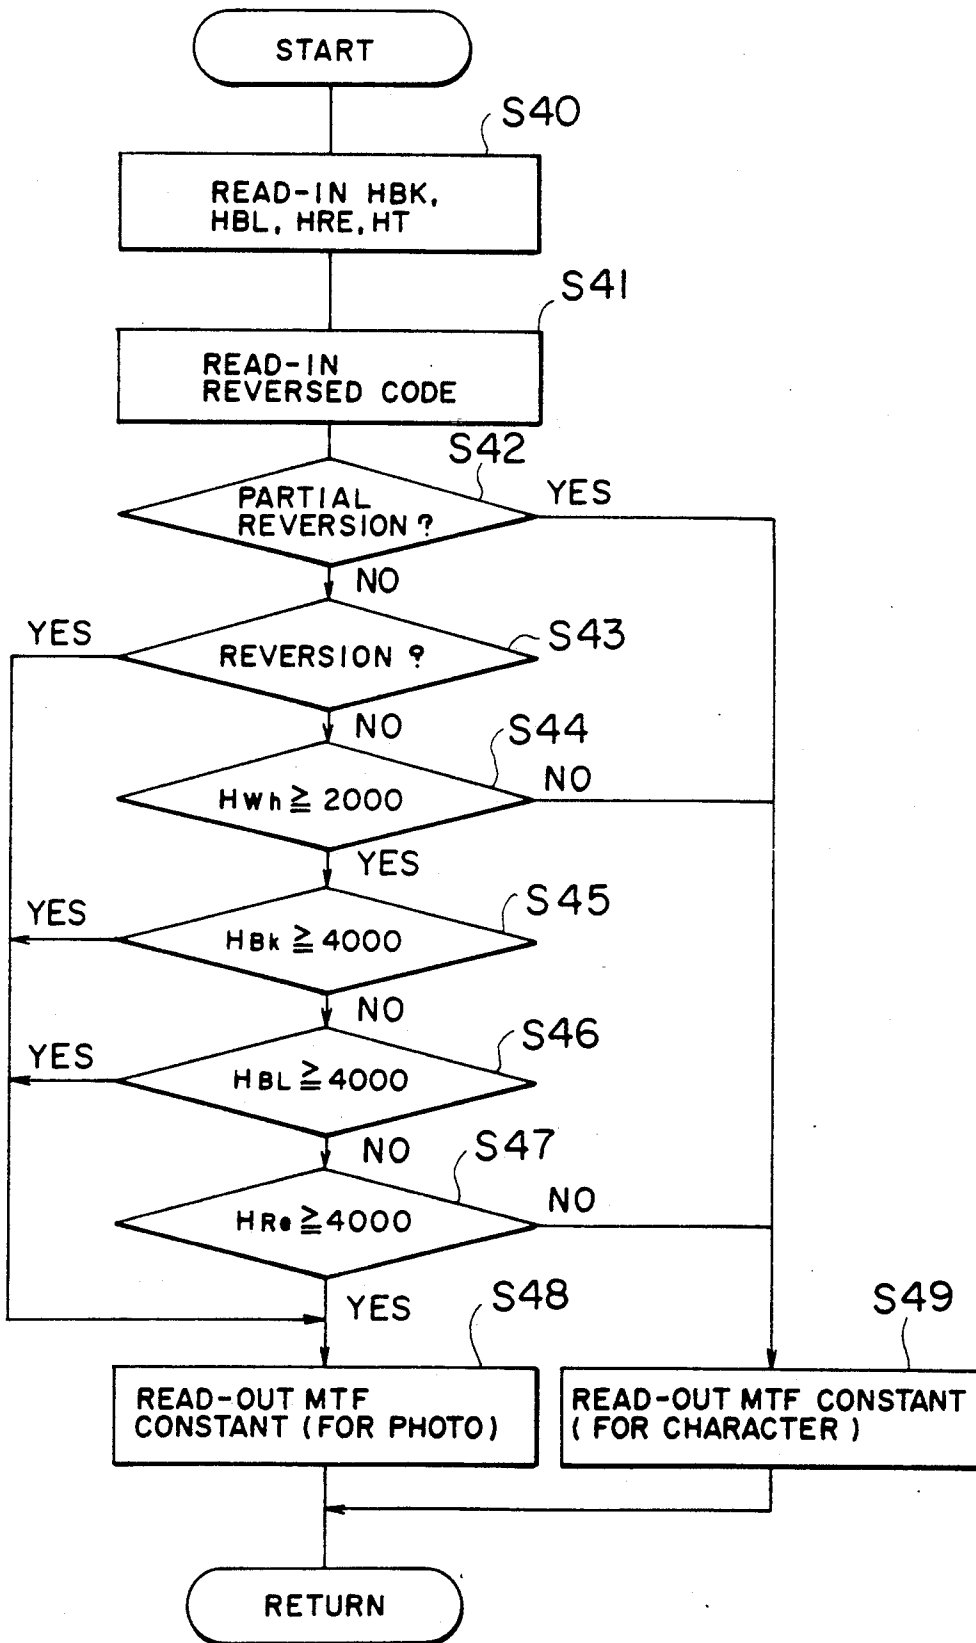 START
S40
READ-IN HBK,
HBL, HRE, HT
S41
READ-IN
REVERSED CODE
S42
PARTIAL
REVERSION ?
YES
NO
YES
REVERSION ?
S43
NO
S44
HWh ≧ 2000
NO
YES
S45
YES
HBk ≧ 4000
NO
S46
YES
HBL ≧ 4000
NO
S47
HRe ≧ 4000
NO
YES
S48
S49
READ-OUT MTF
CONSTANT (FOR PHOTO)
READ-OUT MTF CONSTANT
(FOR CHARACTER)
RETURN